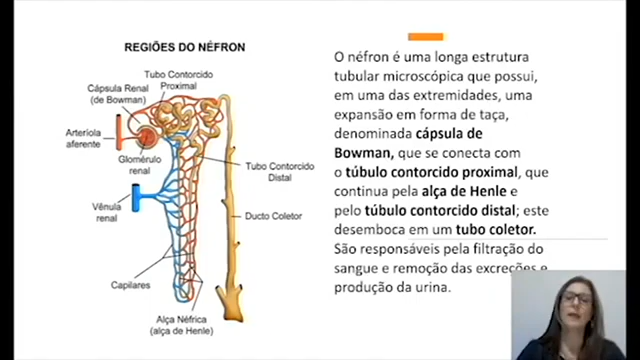 REGIÕES DO NÉFRON
Tubo Contorcido
Proximal
Cápsula Renal
(de Bowman)
Arteríola
aferente
Glomérulo
renal
Tubo Contorcido
Distal
Vênula
renal
Ducto Coletor
Capilares
Alça Néfrica
(alça de Henle)
O néfron é uma longa estrutura
tubular microscópica que possui,
em uma das extremidades, uma
expansão em forma de taça,
denominada cápsula de
Bowman, que se conecta com
o túbulo contorcido proximal, que
continua pela alça de Henle e
pelo túbulo contorcido distal; este
desemboca em um tubo coletor.
São responsáveis pela filtração do
sangue e remoção das excreções e
produção da urina.